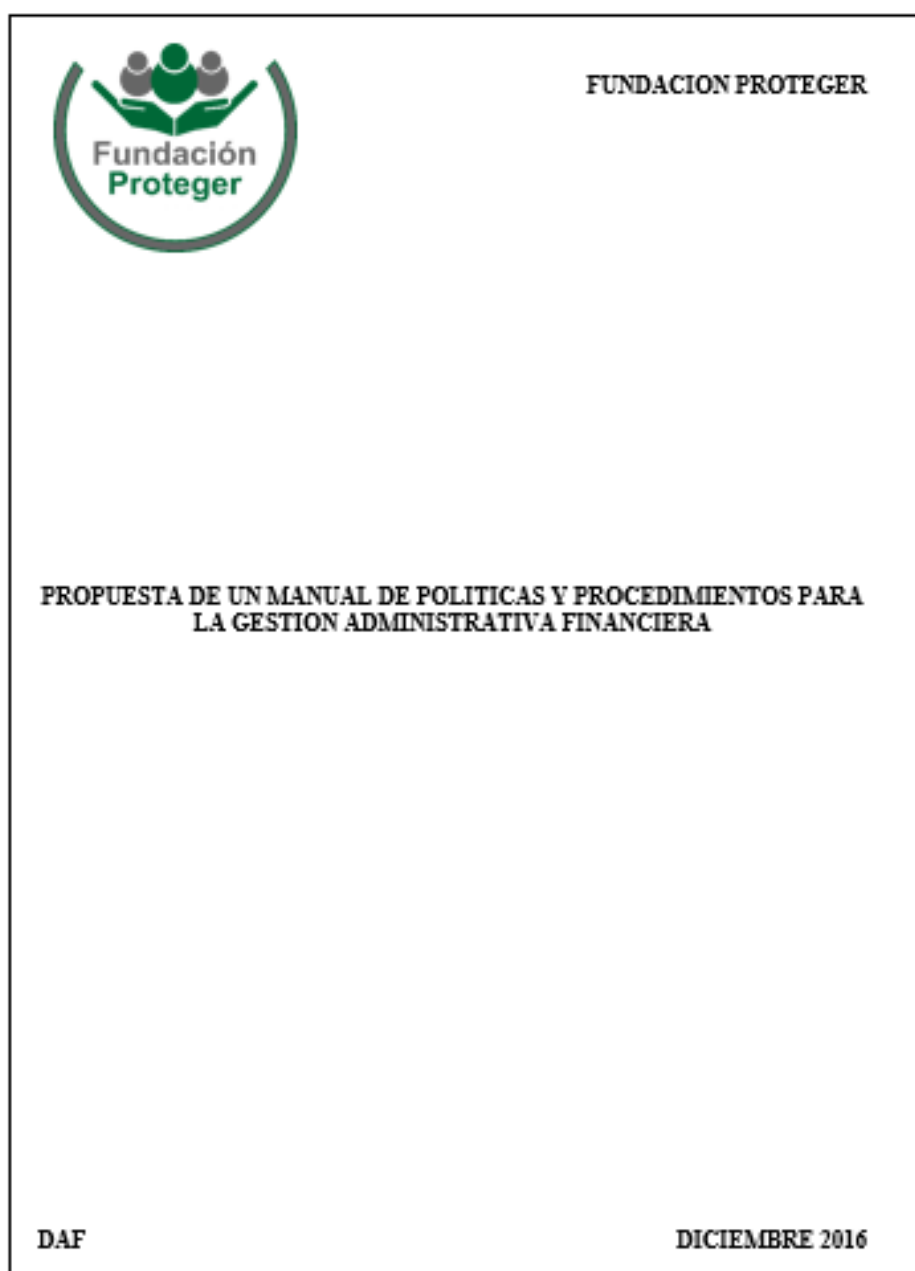 FUNDACION PROTEGER
Fundación
Proteger
PROPUESTA DE UN MANUAL DE POLITICAS Y PROCEDIMIENTOS PARA
LA GESTION ADMINISTRATIVA FINANCIERA
DAF
DICIEMBRE 2016